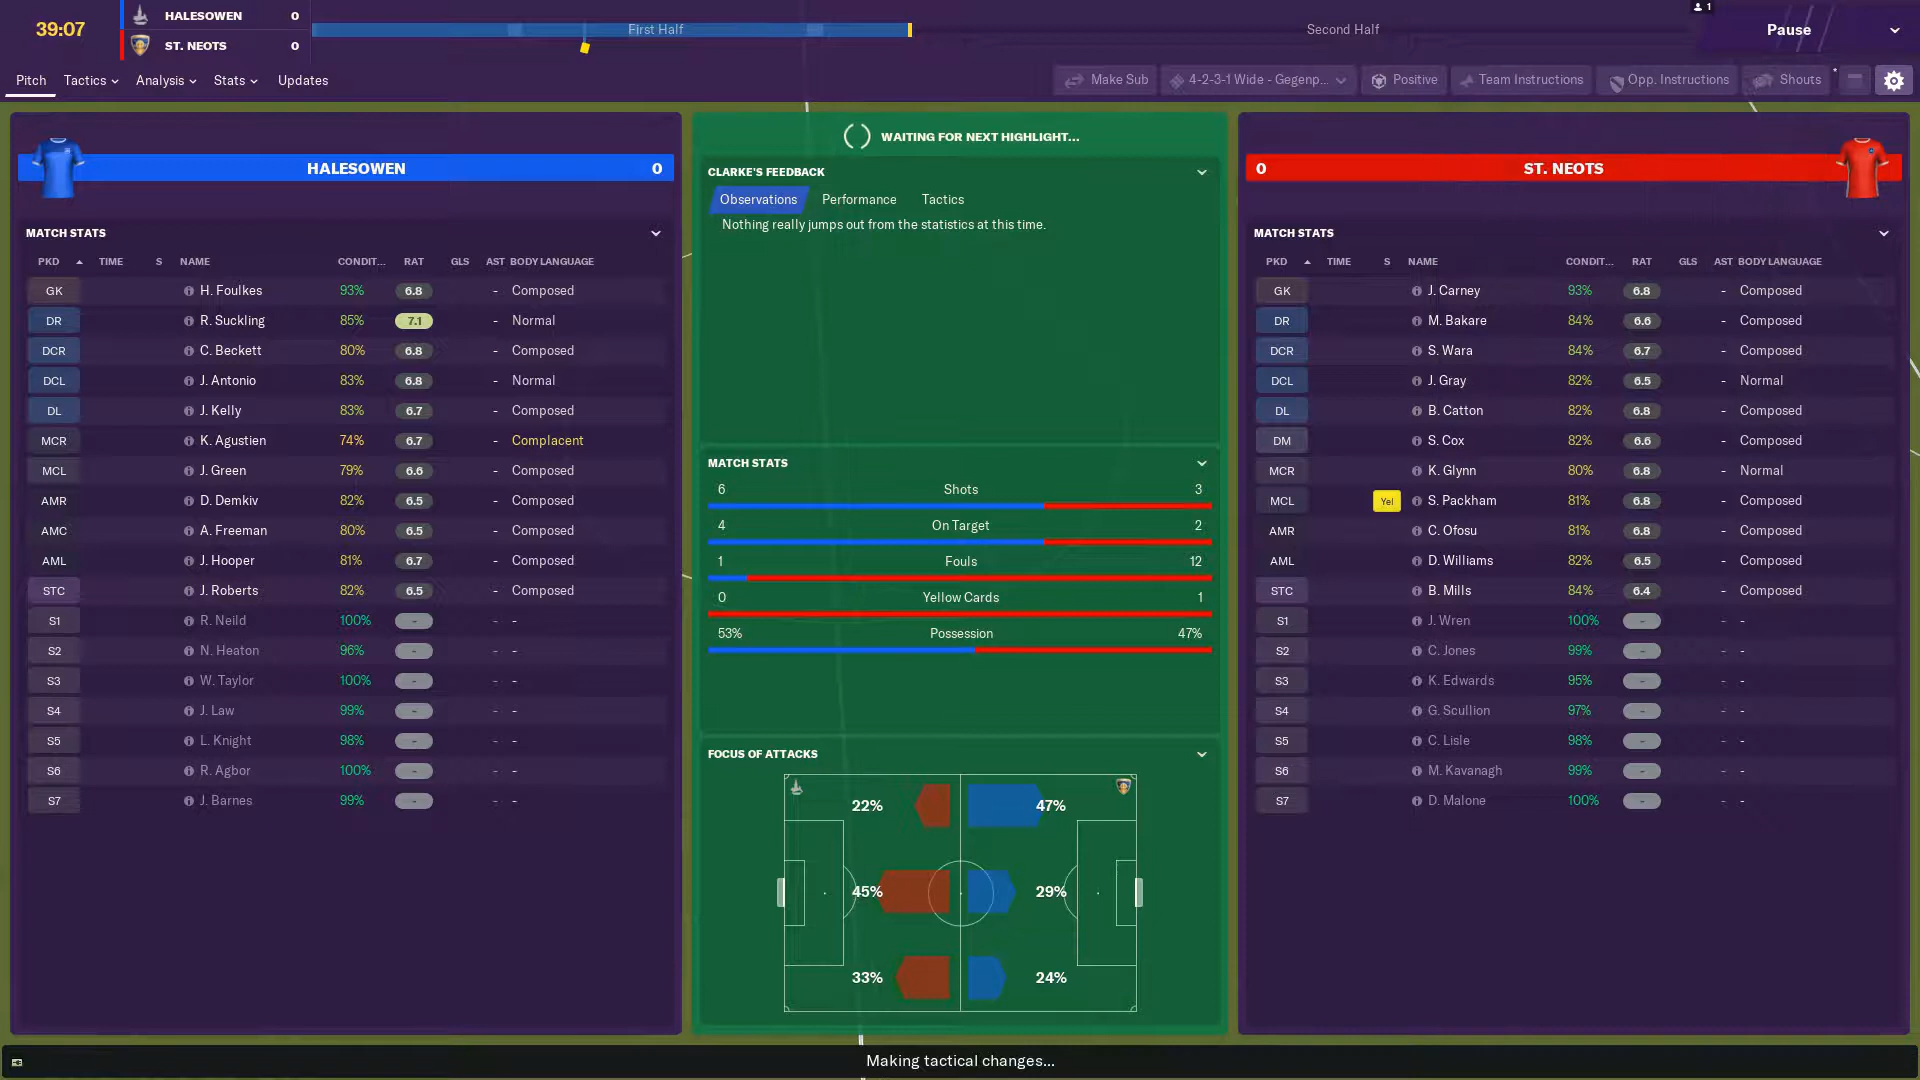 39:07
HALESOWEN 0
ST. NEOTS 0
First Half
Second Half
1
Pause
Pitch Tactics Analysis Stats Updates
Make Sub 4-2-3-1 Wide - Gegenp... Positive Team Instructions Opp. Instructions Shouts *
HALESOWEN 0
MATCH STATS
PKD TIME S NAME CONDIT... RAT GLS AST BODY LANGUAGE
GK H. Foulkes 93% 6.8 - Composed
DR R. Suckling 85% 7.1 - Normal
DCR C. Beckett 80% 6.8 - Composed
DCL J. Antonio 83% 6.8 - Normal
DL J. Kelly 83% 6.7 - Composed
MCR K. Agustien 74% 6.7 - Complacent
MCL J. Green 79% 6.6 - Composed
AMR D. Demkiv 82% 6.5 - Composed
AMC A. Freeman 80% 6.5 - Composed
AML J. Hooper 81% 6.7 - Composed
STC J. Roberts 82% 6.5 - Composed
S1 R. Neild 100% - - -
S2 N. Heaton 96% - - -
S3 W. Taylor 100% - - -
S4 J. Law 99% - - -
S5 L. Knight 98% - - -
S6 R. Agbor 100% - - -
S7 J. Barnes 99% - - -
WAITING FOR NEXT HIGHLIGHT...
CLARKE'S FEEDBACK
Observations Performance Tactics
Nothing really jumps out from the statistics at this time.
MATCH STATS
6 Shots 3
4 On Target 2
1 Fouls 12
0 Yellow Cards 1
53% Possession 47%
FOCUS OF ATTACKS
22% 47%
45% 29%
33% 24%
0 ST. NEOTS
MATCH STATS
PKD TIME S NAME CONDIT... RAT GLS AST BODY LANGUAGE
GK J. Carney 93% 6.8 - Composed
DR M. Bakare 84% 6.6 - Composed
DCR S. Wara 84% 6.7 - Composed
DCL J. Gray 82% 6.5 - Normal
DL B. Catton 82% 6.8 - Composed
DM S. Cox 82% 6.6 - Composed
MCR K. Glynn 80% 6.8 - Normal
MCL Yel S. Packham 81% 6.8 - Composed
AMR C. Ofosu 81% 6.8 - Composed
AML D. Williams 82% 6.5 - Composed
STC B. Mills 84% 6.4 - Composed
S1 J. Wren 100% - - -
S2 C. Jones 99% - - -
S3 K. Edwards 95% - - -
S4 G. Scullion 97% - - -
S5 C. Lisle 98% - - -
S6 M. Kavanagh 99% - - -
S7 D. Malone 100% - - -
Making tactical changes...